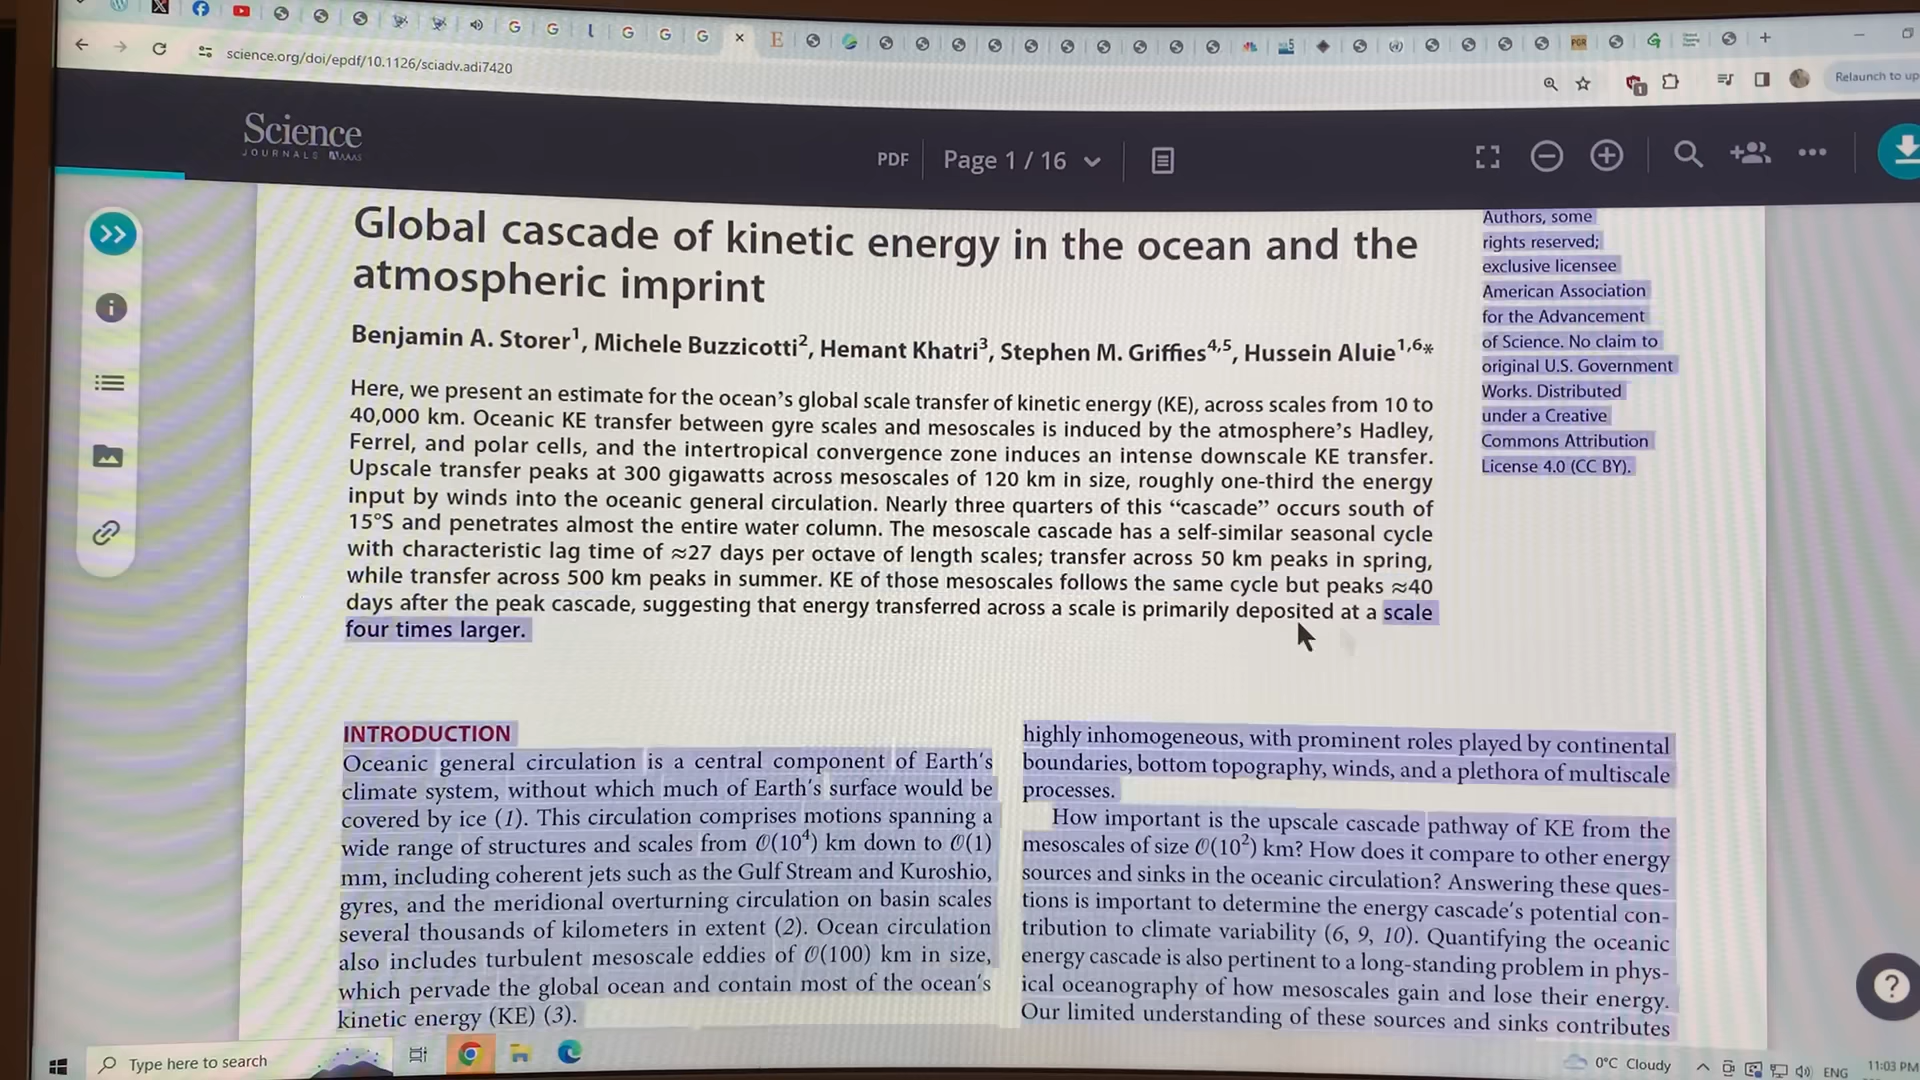 science.org/doi/epdf/10.1126/sciadv.adi7420
Relaunch to up
Science
JOURNALS AAAS
PDF
Page 1 / 16
Global cascade of kinetic energy in the ocean and the
atmospheric imprint
Benjamin A. Storer1, Michele Buzzicotti2, Hemant Khatri3, Stephen M. Griffies4,5, Hussein Aluie1,6*
Here, we present an estimate for the ocean's global scale transfer of kinetic energy (KE), across scales from 10 to
40,000 km. Oceanic KE transfer between gyre scales and mesoscales is induced by the atmosphere's Hadley,
Ferrel, and polar cells, and the intertropical convergence zone induces an intense downscale KE transfer.
Upscale transfer peaks at 300 gigawatts across mesoscales of 120 km in size, roughly one-third the energy
input by winds into the oceanic general circulation. Nearly three quarters of this “cascade” occurs south of
15°S and penetrates almost the entire water column. The mesoscale cascade has a self-similar seasonal cycle
with characteristic lag time of ≈27 days per octave of length scales; transfer across 50 km peaks in spring,
while transfer across 500 km peaks in summer. KE of those mesoscales follows the same cycle but peaks ≈40
days after the peak cascade, suggesting that energy transferred across a scale is primarily deposited at a scale
four times larger.
Authors, some
rights reserved;
exclusive licensee
American Association
for the Advancement
of Science. No claim to
original U.S. Government
Works. Distributed
under a Creative
Commons Attribution
License 4.0 (CC BY).
INTRODUCTION
Oceanic general circulation is a central component of Earth's
climate system, without which much of Earth's surface would be
covered by ice (1). This circulation comprises motions spanning a
wide range of structures and scales from O(10⁴) km down to O(1)
mm, including coherent jets such as the Gulf Stream and Kuroshio,
gyres, and the meridional overturning circulation on basin scales
several thousands of kilometers in extent (2). Ocean circulation
also includes turbulent mesoscale eddies of O(100) km in size,
which pervade the global ocean and contain most of the ocean's
kinetic energy (KE) (3).
highly inhomogeneous, with prominent roles played by continental
boundaries, bottom topography, winds, and a plethora of multiscale
processes.
How important is the upscale cascade pathway of KE from the
mesoscales of size O(10²) km? How does it compare to other energy
sources and sinks in the oceanic circulation? Answering these ques-
tions is important to determine the energy cascade's potential con-
tribution to climate variability (6, 9, 10). Quantifying the oceanic
energy cascade is also pertinent to a long-standing problem in phys-
ical oceanography of how mesoscales gain and lose their energy.
Our limited understanding of these sources and sinks contributes
Type here to search
0°C Cloudy
ENG
11:03 PM